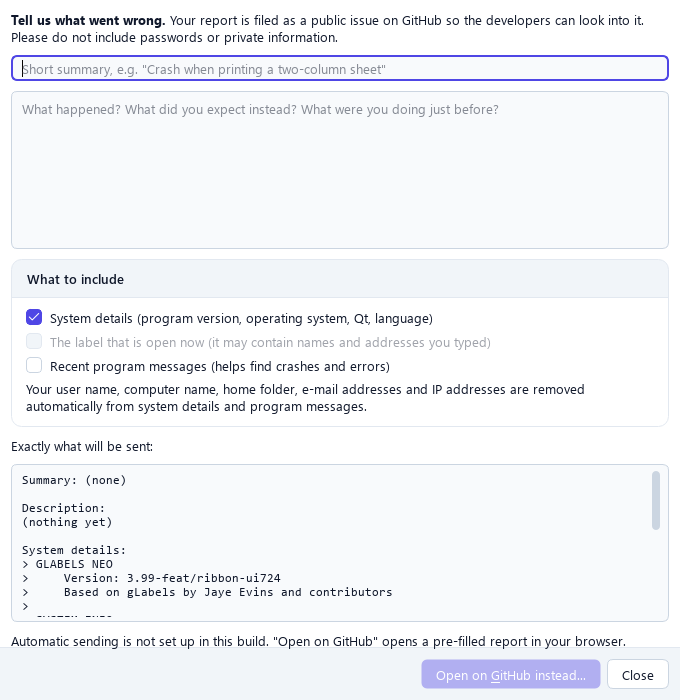 Tell us what went wrong. Your report is filed as a public issue on GitHub so the developers can look into it.
Please do not include passwords or private information.
Short summary, e.g. "Crash when printing a two-column sheet"
What happened? What did you expect instead? What were you doing just before?
What to include
System details (program version, operating system, Qt, language)
The label that is open now (it may contain names and addresses you typed)
Recent program messages (helps find crashes and errors)
Your user name, computer name, home folder, e-mail addresses and IP addresses are removed
automatically from system details and program messages.
Exactly what will be sent:
Summary: (none)
Description:
(nothing yet)
System details:
> GLABELS NEO
>     Version: 3.99-feat/ribbon-ui724
>     Based on gLabels by Jaye Evins and contributors
>
Automatic sending is not set up in this build. "Open on GitHub" opens a pre-filled report in your browser.
Open on GitHub instead...
Close